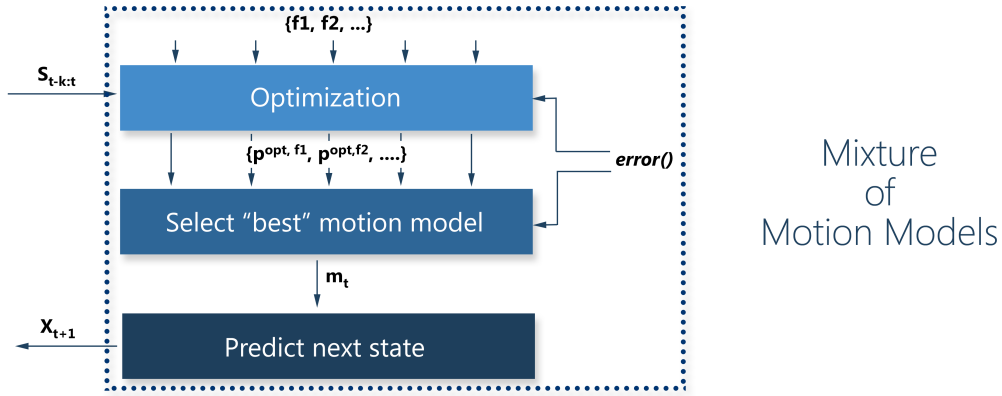 {f1, f2, ...}
St-k:t
Optimization
{popt, f1, popt,f2, ....}
error()
Select “best“ motion model
mt
Xt+1
Predict next state
Mixture
of
Motion Models